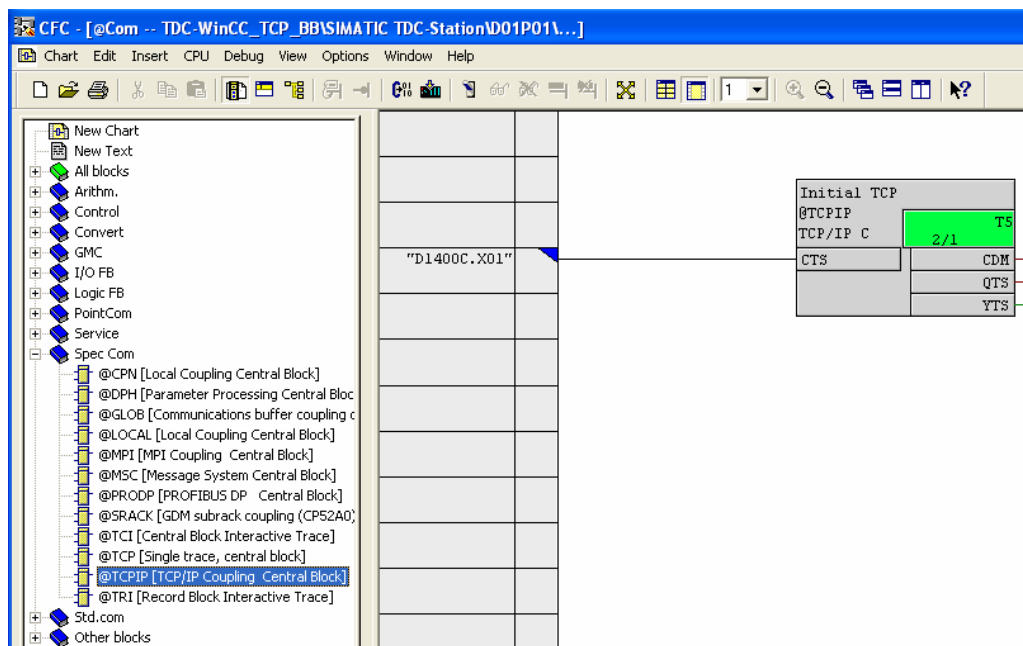 CFC - [@Com -- TDC-WinCC_TCP_BB\SIMATIC TDC-Station\D01P01\...]
Chart Edit Insert CPU Debug View Options Window Help
1
New Chart
New Text
All blocks
Arithm.
Control
Convert
GMC
I/O FB
Logic FB
PointCom
Service
Spec Com
@CPN [Local Coupling Central Block]
@DPH [Parameter Processing Central Bloc
@GLOB [Communications buffer coupling c
@LOCAL [Local Coupling Central Block]
@MPI [MPI Coupling Central Block]
@MSC [Message System Central Block]
@PRODP [PROFIBUS DP Central Block]
@SRACK [GDM subrack coupling (CP52A0)
@TCI [Central Block Interactive Trace]
@TCP [Single trace, central block]
@TCPIP [TCP/IP Coupling Central Block]
@TRI [Record Block Interactive Trace]
Std.com
Other blocks
"D1400C.X01"
Initial TCP
@TCPIP
T5
TCP/IP C
2/1
CTS
CDM
QTS
YTS